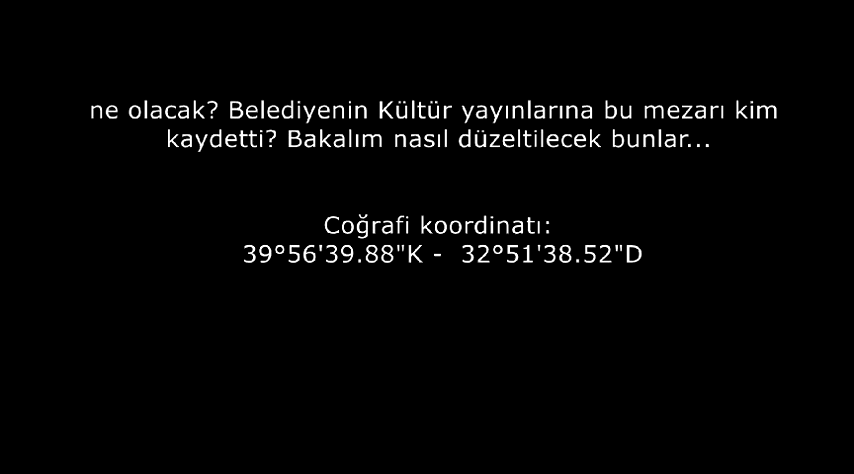 ne olacak? Belediyenin Kültür yayınlarına bu mezarı kim
kaydetti? Bakalım nasıl düzeltilecek bunlar...
Coğrafi koordinatı:
39°56'39.88"K - 32°51'38.52"D